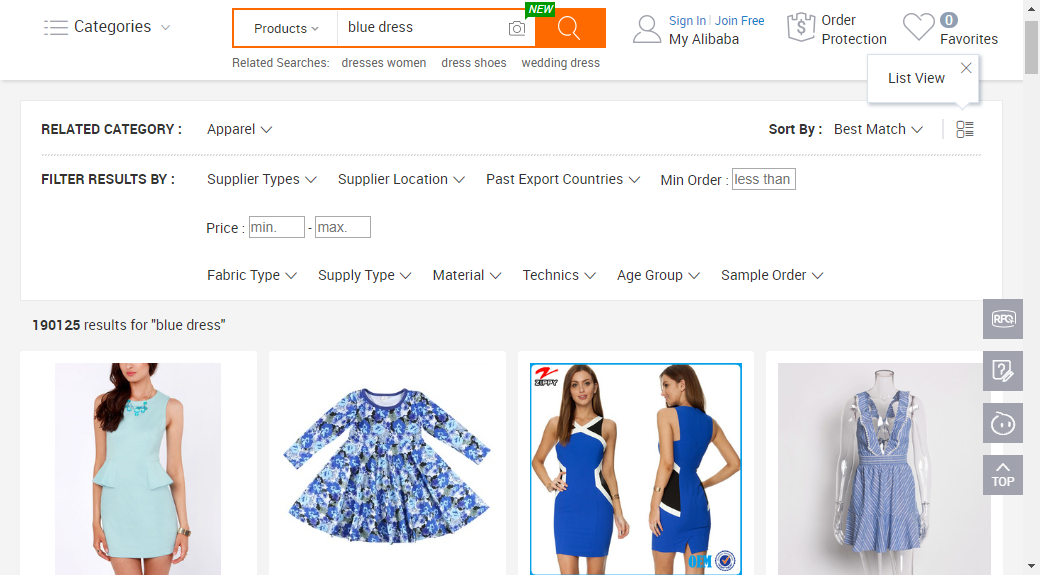 Categories
Products
blue dress
NEW
Sign In | Join Free
My Alibaba
Order
Protection
0
Favorites
Related Searches: dresses women dress shoes wedding dress
List View
RELATED CATEGORY : Apparel
Sort By : Best Match
FILTER RESULTS BY : Supplier Types Supplier Location Past Export Countries Min Order : less than
Price : min. - max.
Fabric Type Supply Type Material Technics Age Group Sample Order
190125 results for "blue dress"
RFQ
TOP
ZIPPY
OEM